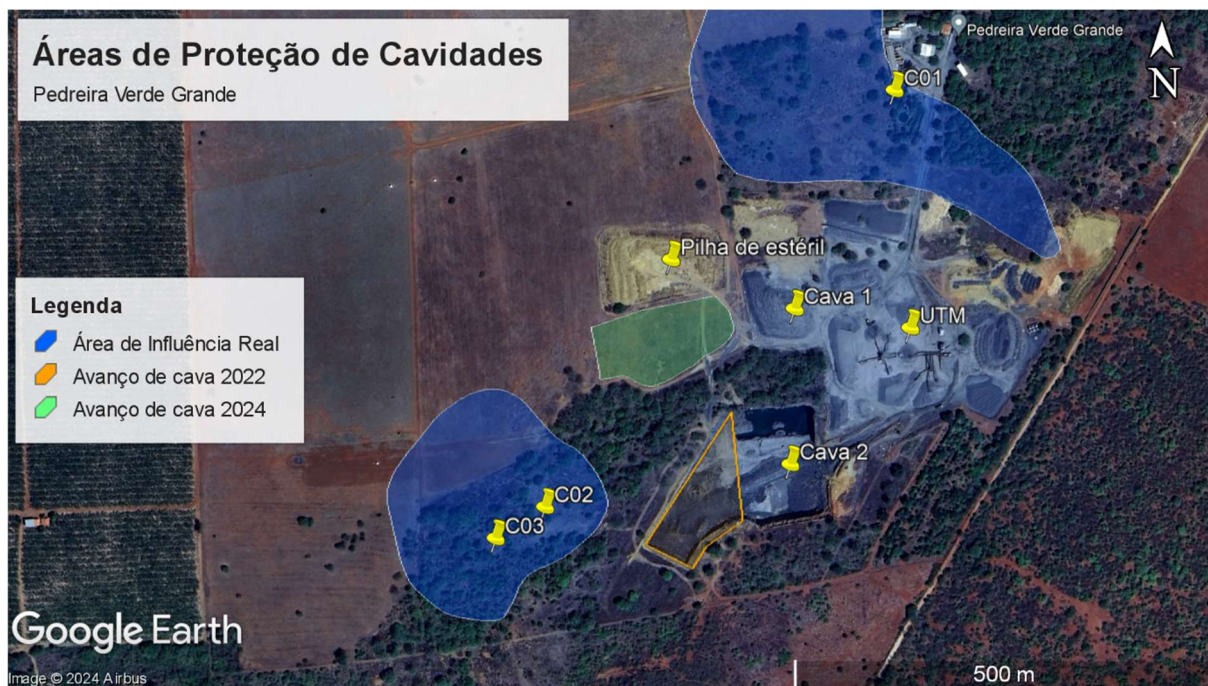 Áreas de Proteção de Cavidades
Pedreira Verde Grande
Pedreira Verde Grande
N
C01
Pilha de estéril
Cava 1
UTM
Legenda
Área de Influência Real
Avanço de cava 2022
Avanço de cava 2024
Cava 2
C02
C03
Google Earth
Image © 2024 Airbus
500 m